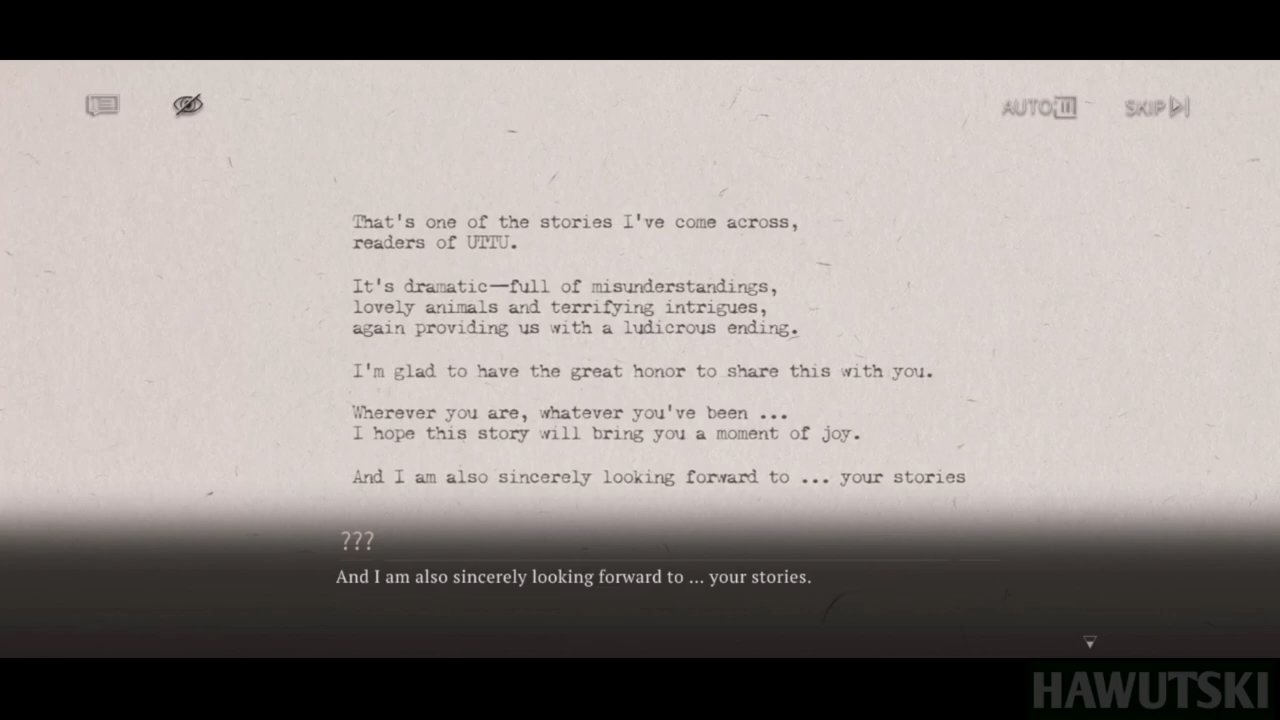 AUTO
SKIP
That's one of the stories I've come across,
readers of UTTU.
It's dramatic—full of misunderstandings,
lovely animals and terrifying intrigues,
again providing us with a ludicrous ending.
I'm glad to have the great honor to share this with you.
Wherever you are, whatever you've been ...
I hope this story will bring you a moment of joy.
And I am also sincerely looking forward to ... your stories
???
And I am also sincerely looking forward to ... your stories.
HAWUTSKI